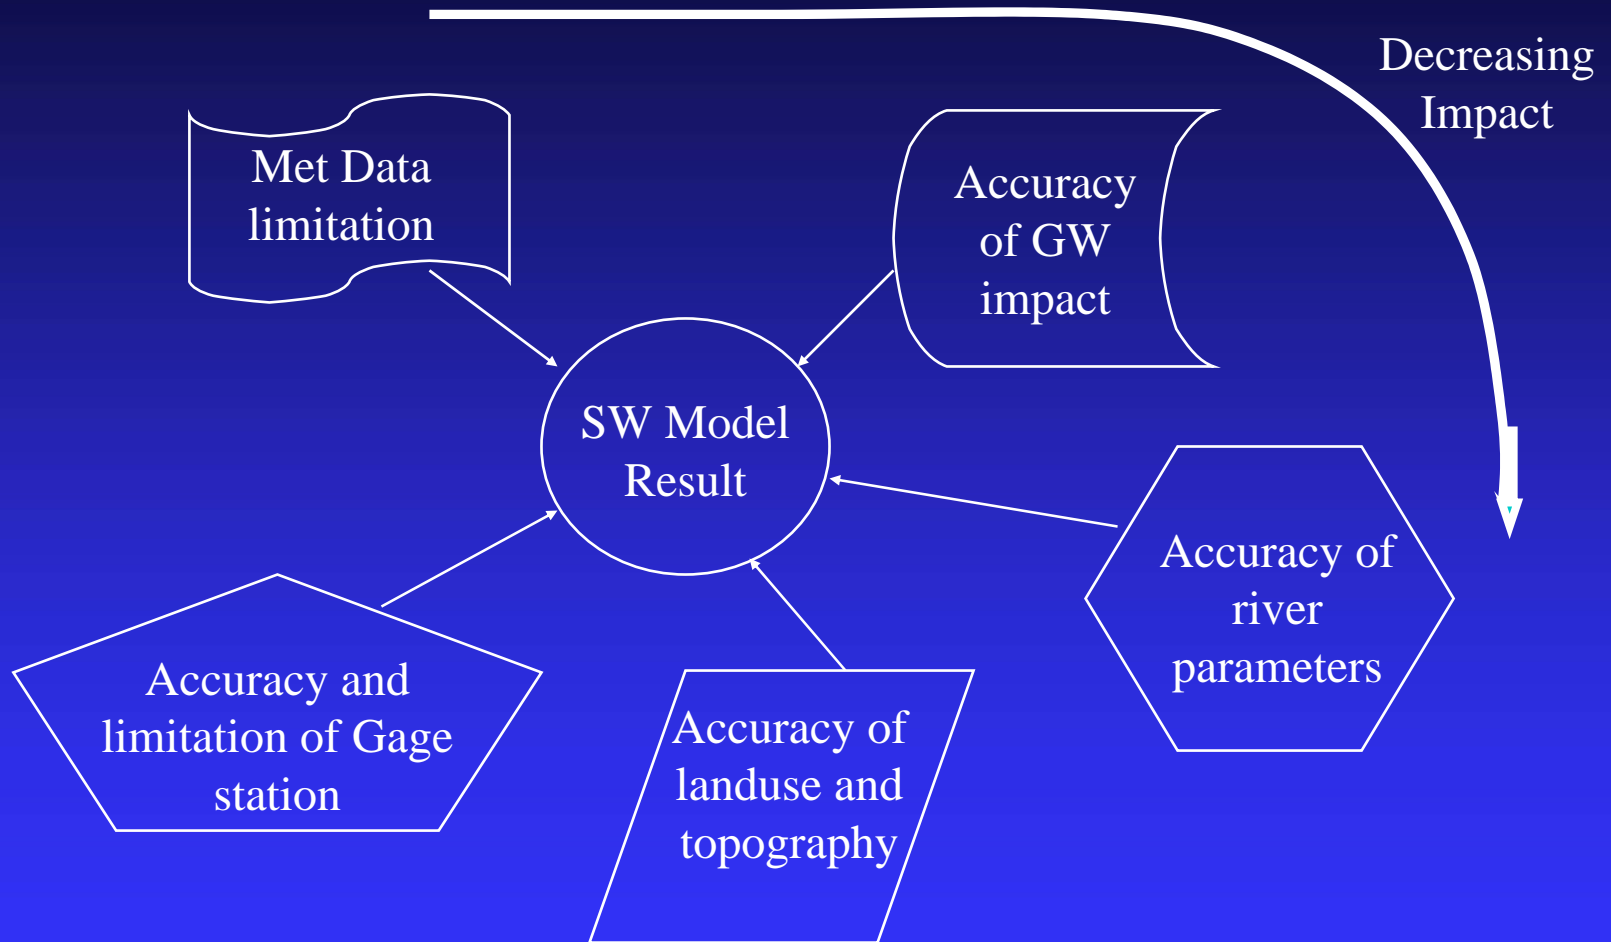 Decreasing
Impact
Met Data
limitation
Accuracy
of GW
impact
SW Model
Result
Accuracy of
river
parameters
Accuracy and
limitation of Gage
station
Accuracy of
landuse and
topography